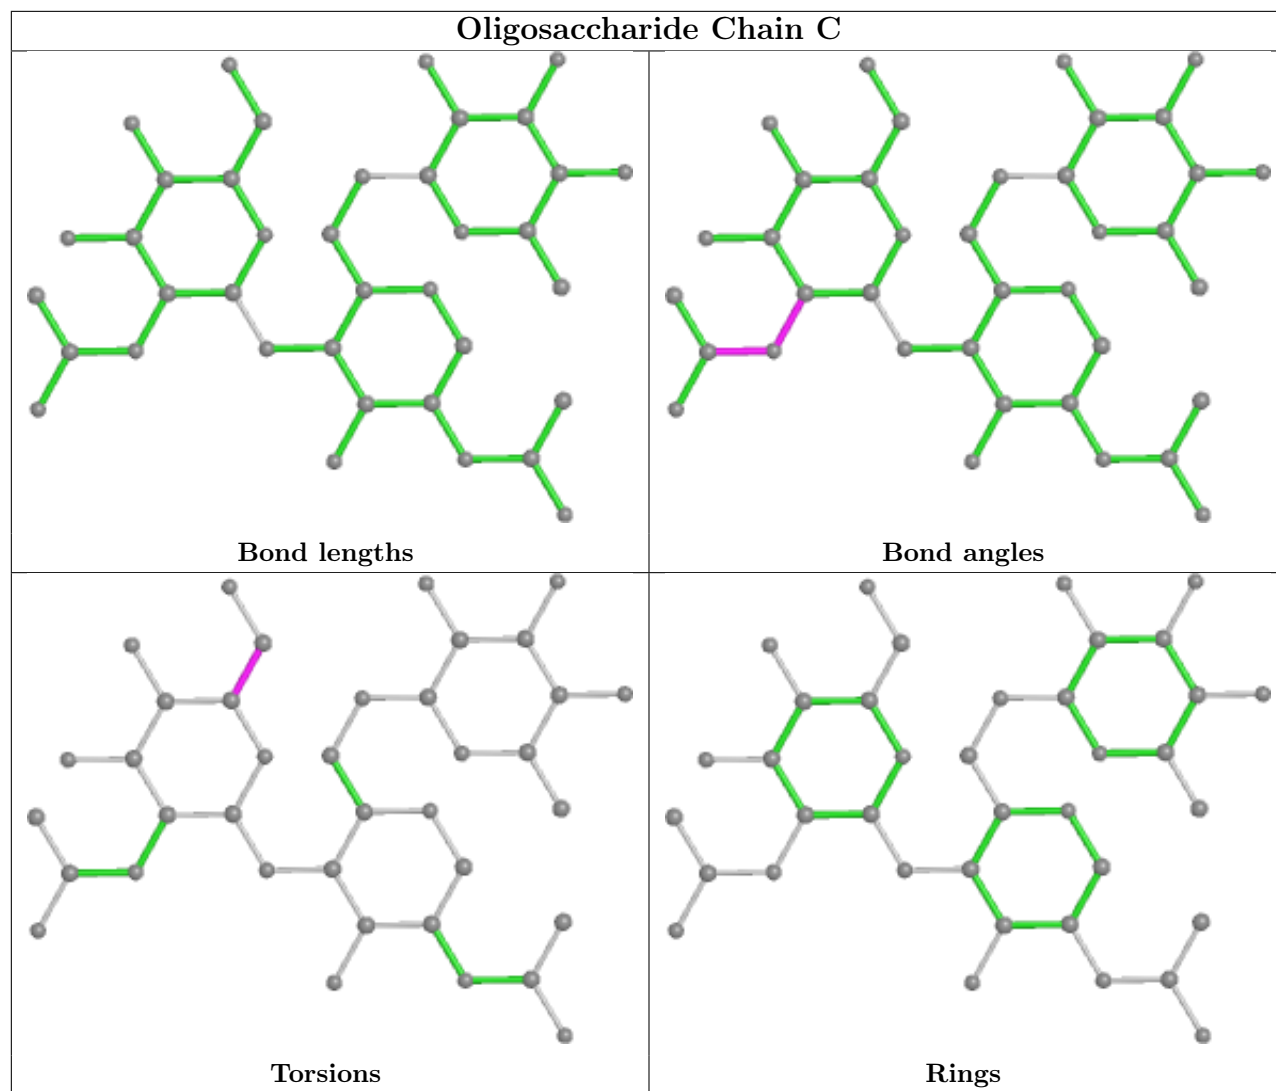 Oligosaccharide Chain C
Bond lengths
Bond angles
Torsions
Rings